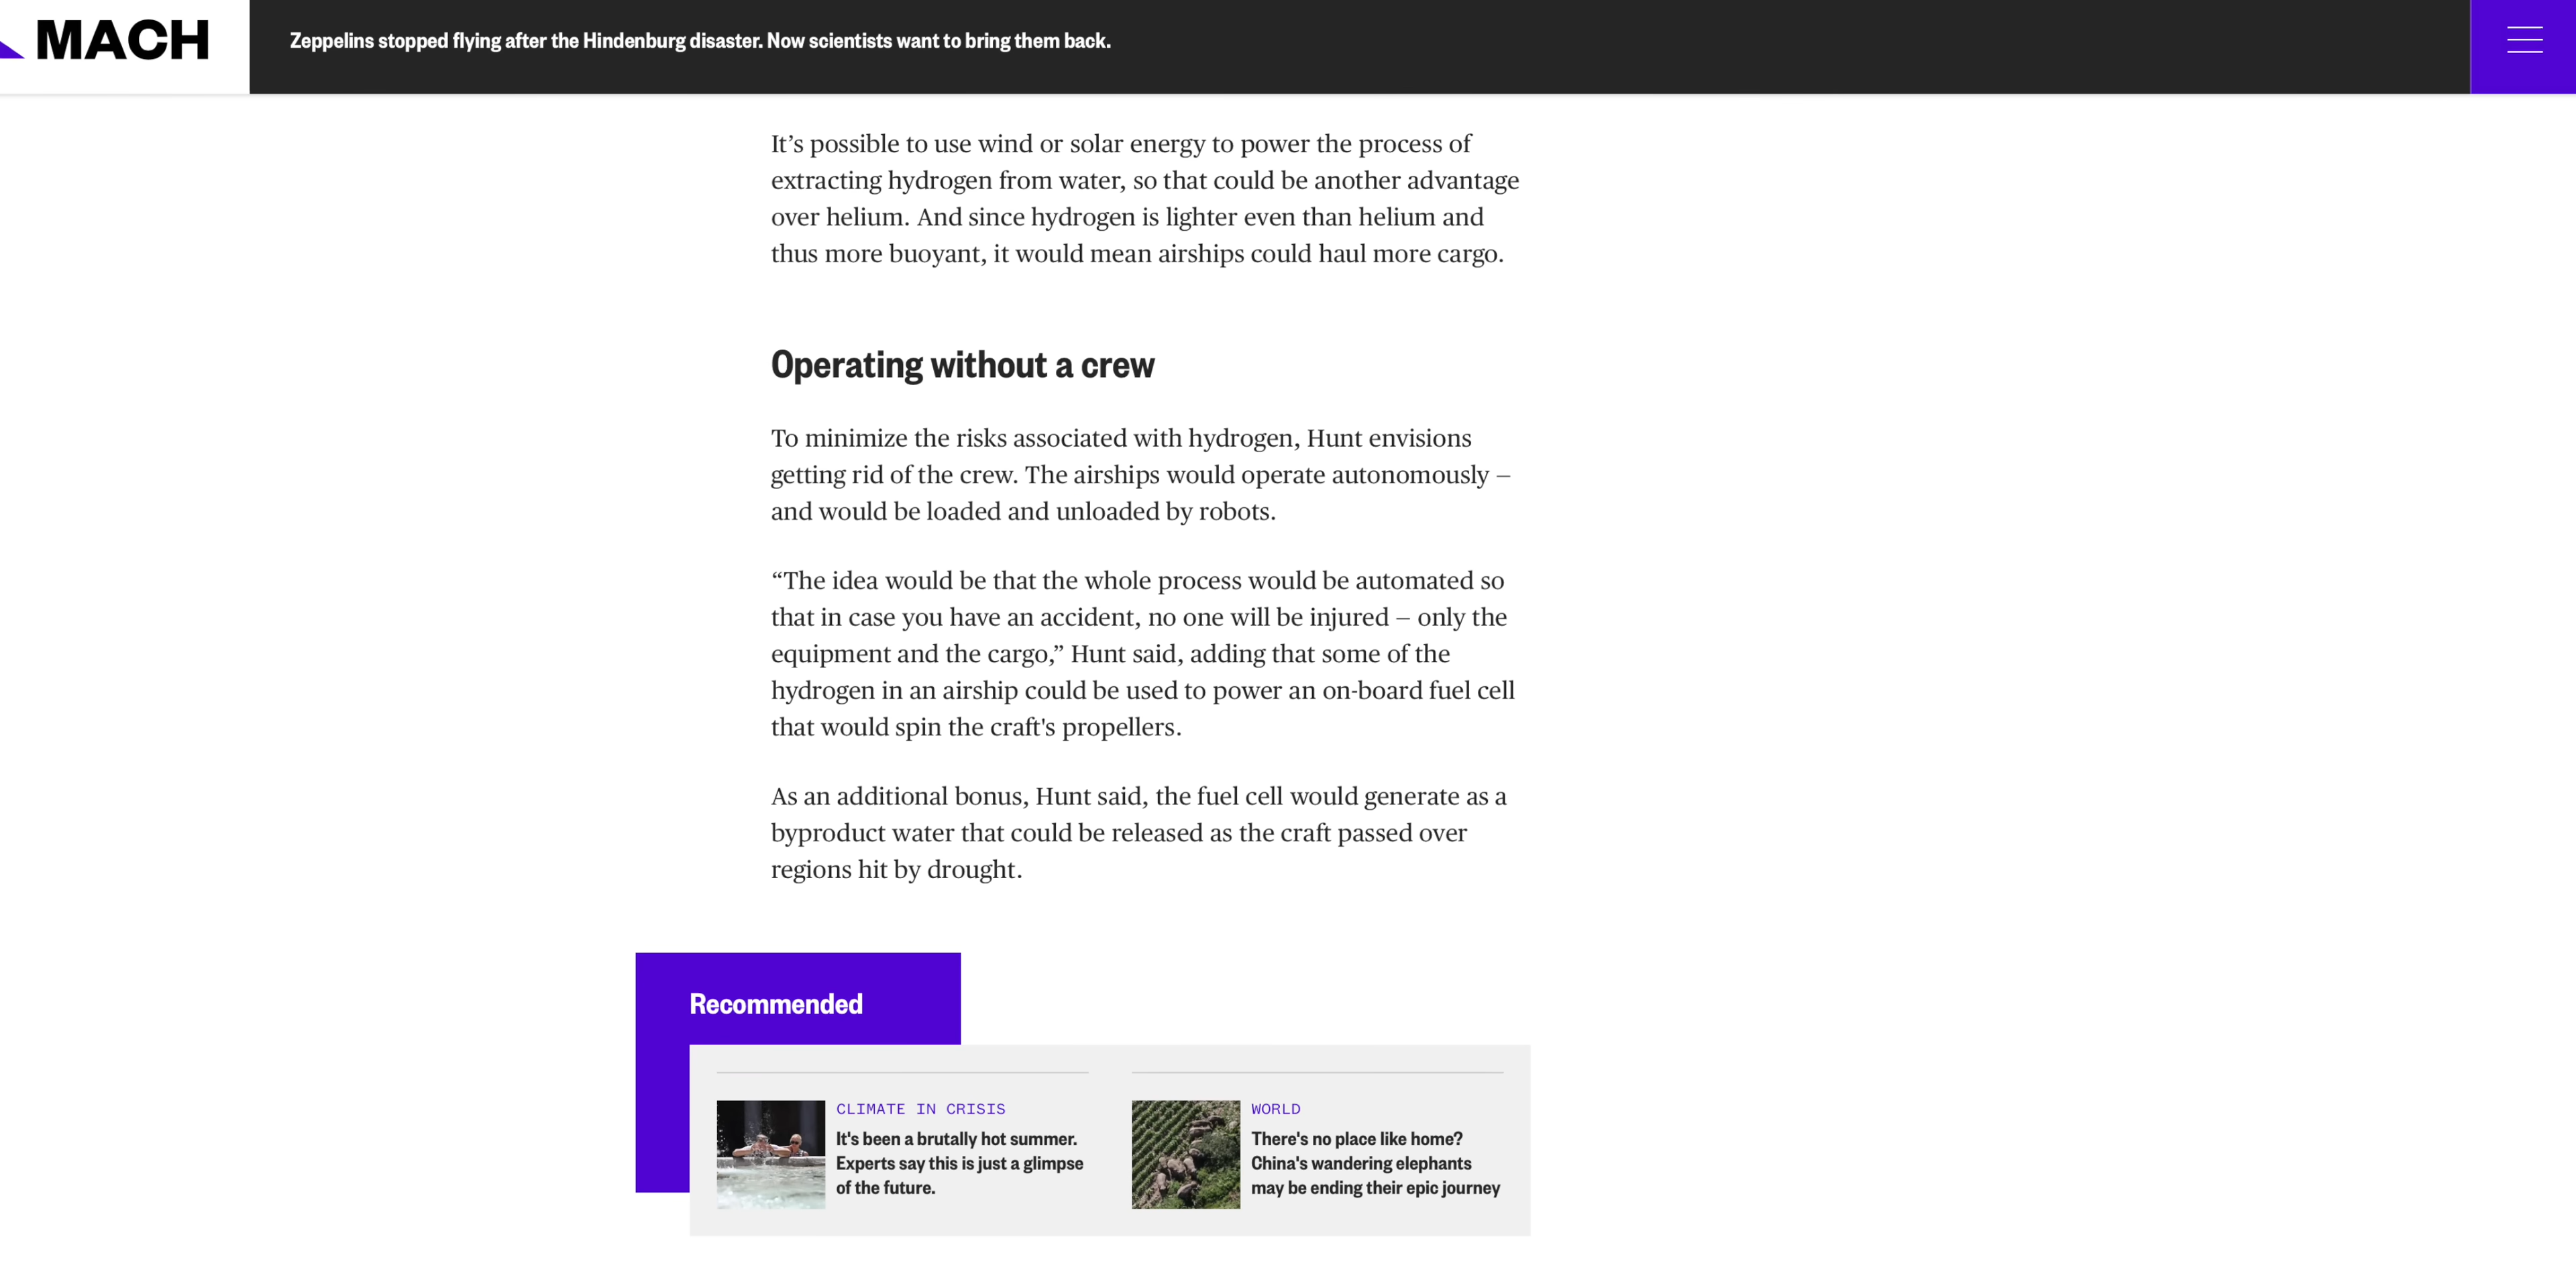 MACH
Zeppelins stopped flying after the Hindenburg disaster. Now scientists want to bring them back.
It’s possible to use wind or solar energy to power the process of
extracting hydrogen from water, so that could be another advantage
over helium. And since hydrogen is lighter even than helium and
thus more buoyant, it would mean airships could haul more cargo.
Operating without a crew
To minimize the risks associated with hydrogen, Hunt envisions
getting rid of the crew. The airships would operate autonomously —
and would be loaded and unloaded by robots.
“The idea would be that the whole process would be automated so
that in case you have an accident, no one will be injured — only the
equipment and the cargo,” Hunt said, adding that some of the
hydrogen in an airship could be used to power an on-board fuel cell
that would spin the craft's propellers.
As an additional bonus, Hunt said, the fuel cell would generate as a
byproduct water that could be released as the craft passed over
regions hit by drought.
Recommended
CLIMATE IN CRISIS
It's been a brutally hot summer.
Experts say this is just a glimpse
of the future.
WORLD
There's no place like home?
China's wandering elephants
may be ending their epic journey